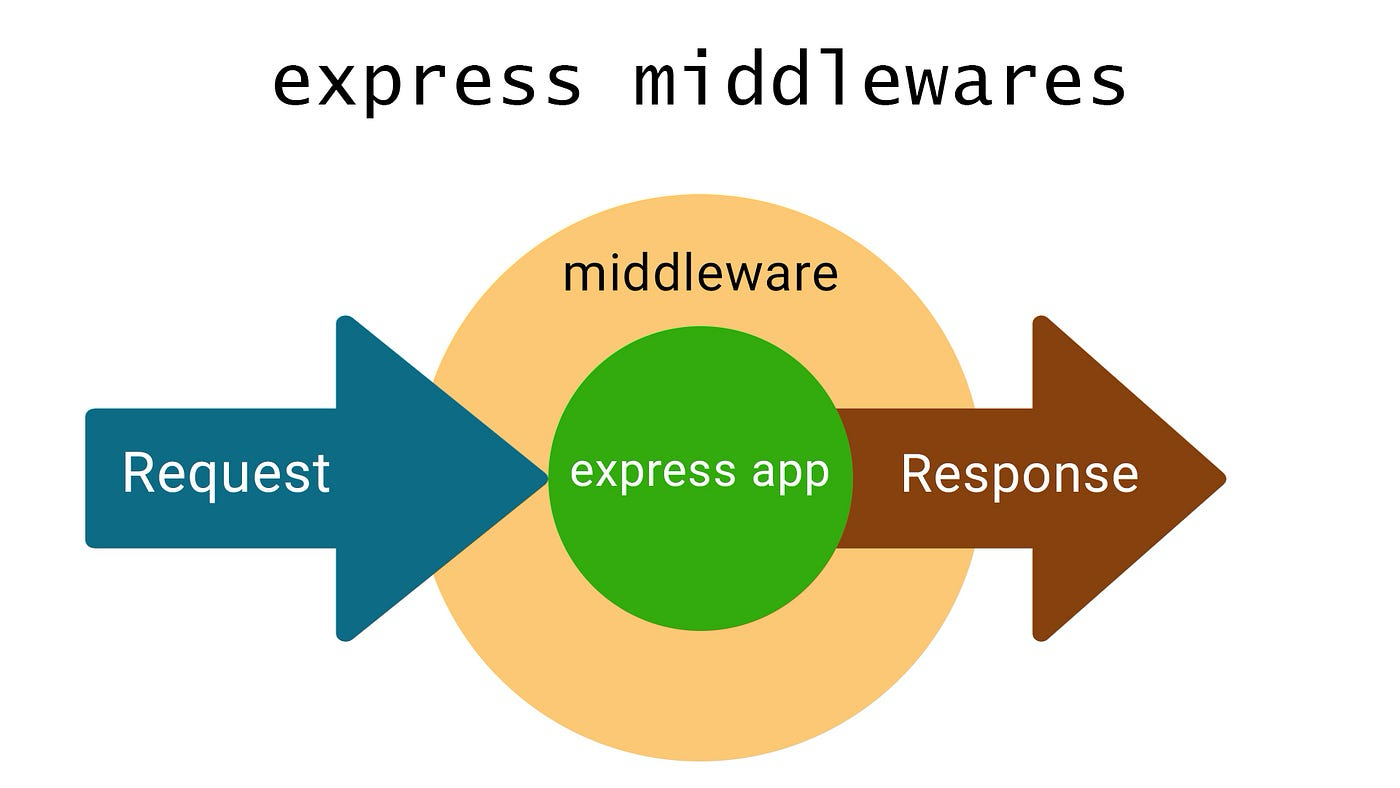 express middlewares
middleware
Request
express app
Response